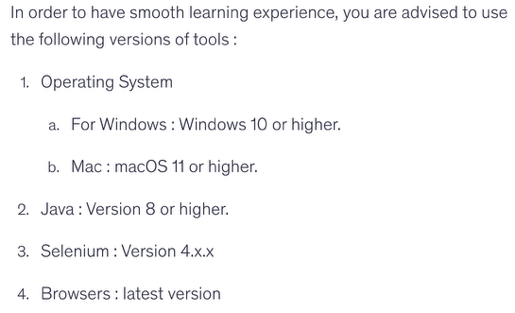 In order to have smooth learning experience, you are advised to use
the following versions of tools :
1. Operating System
a. For Windows : Windows 10 or higher.
b. Mac : macOS 11 or higher.
2. Java : Version 8 or higher.
3. Selenium : Version 4.x.x
4. Browsers : latest version